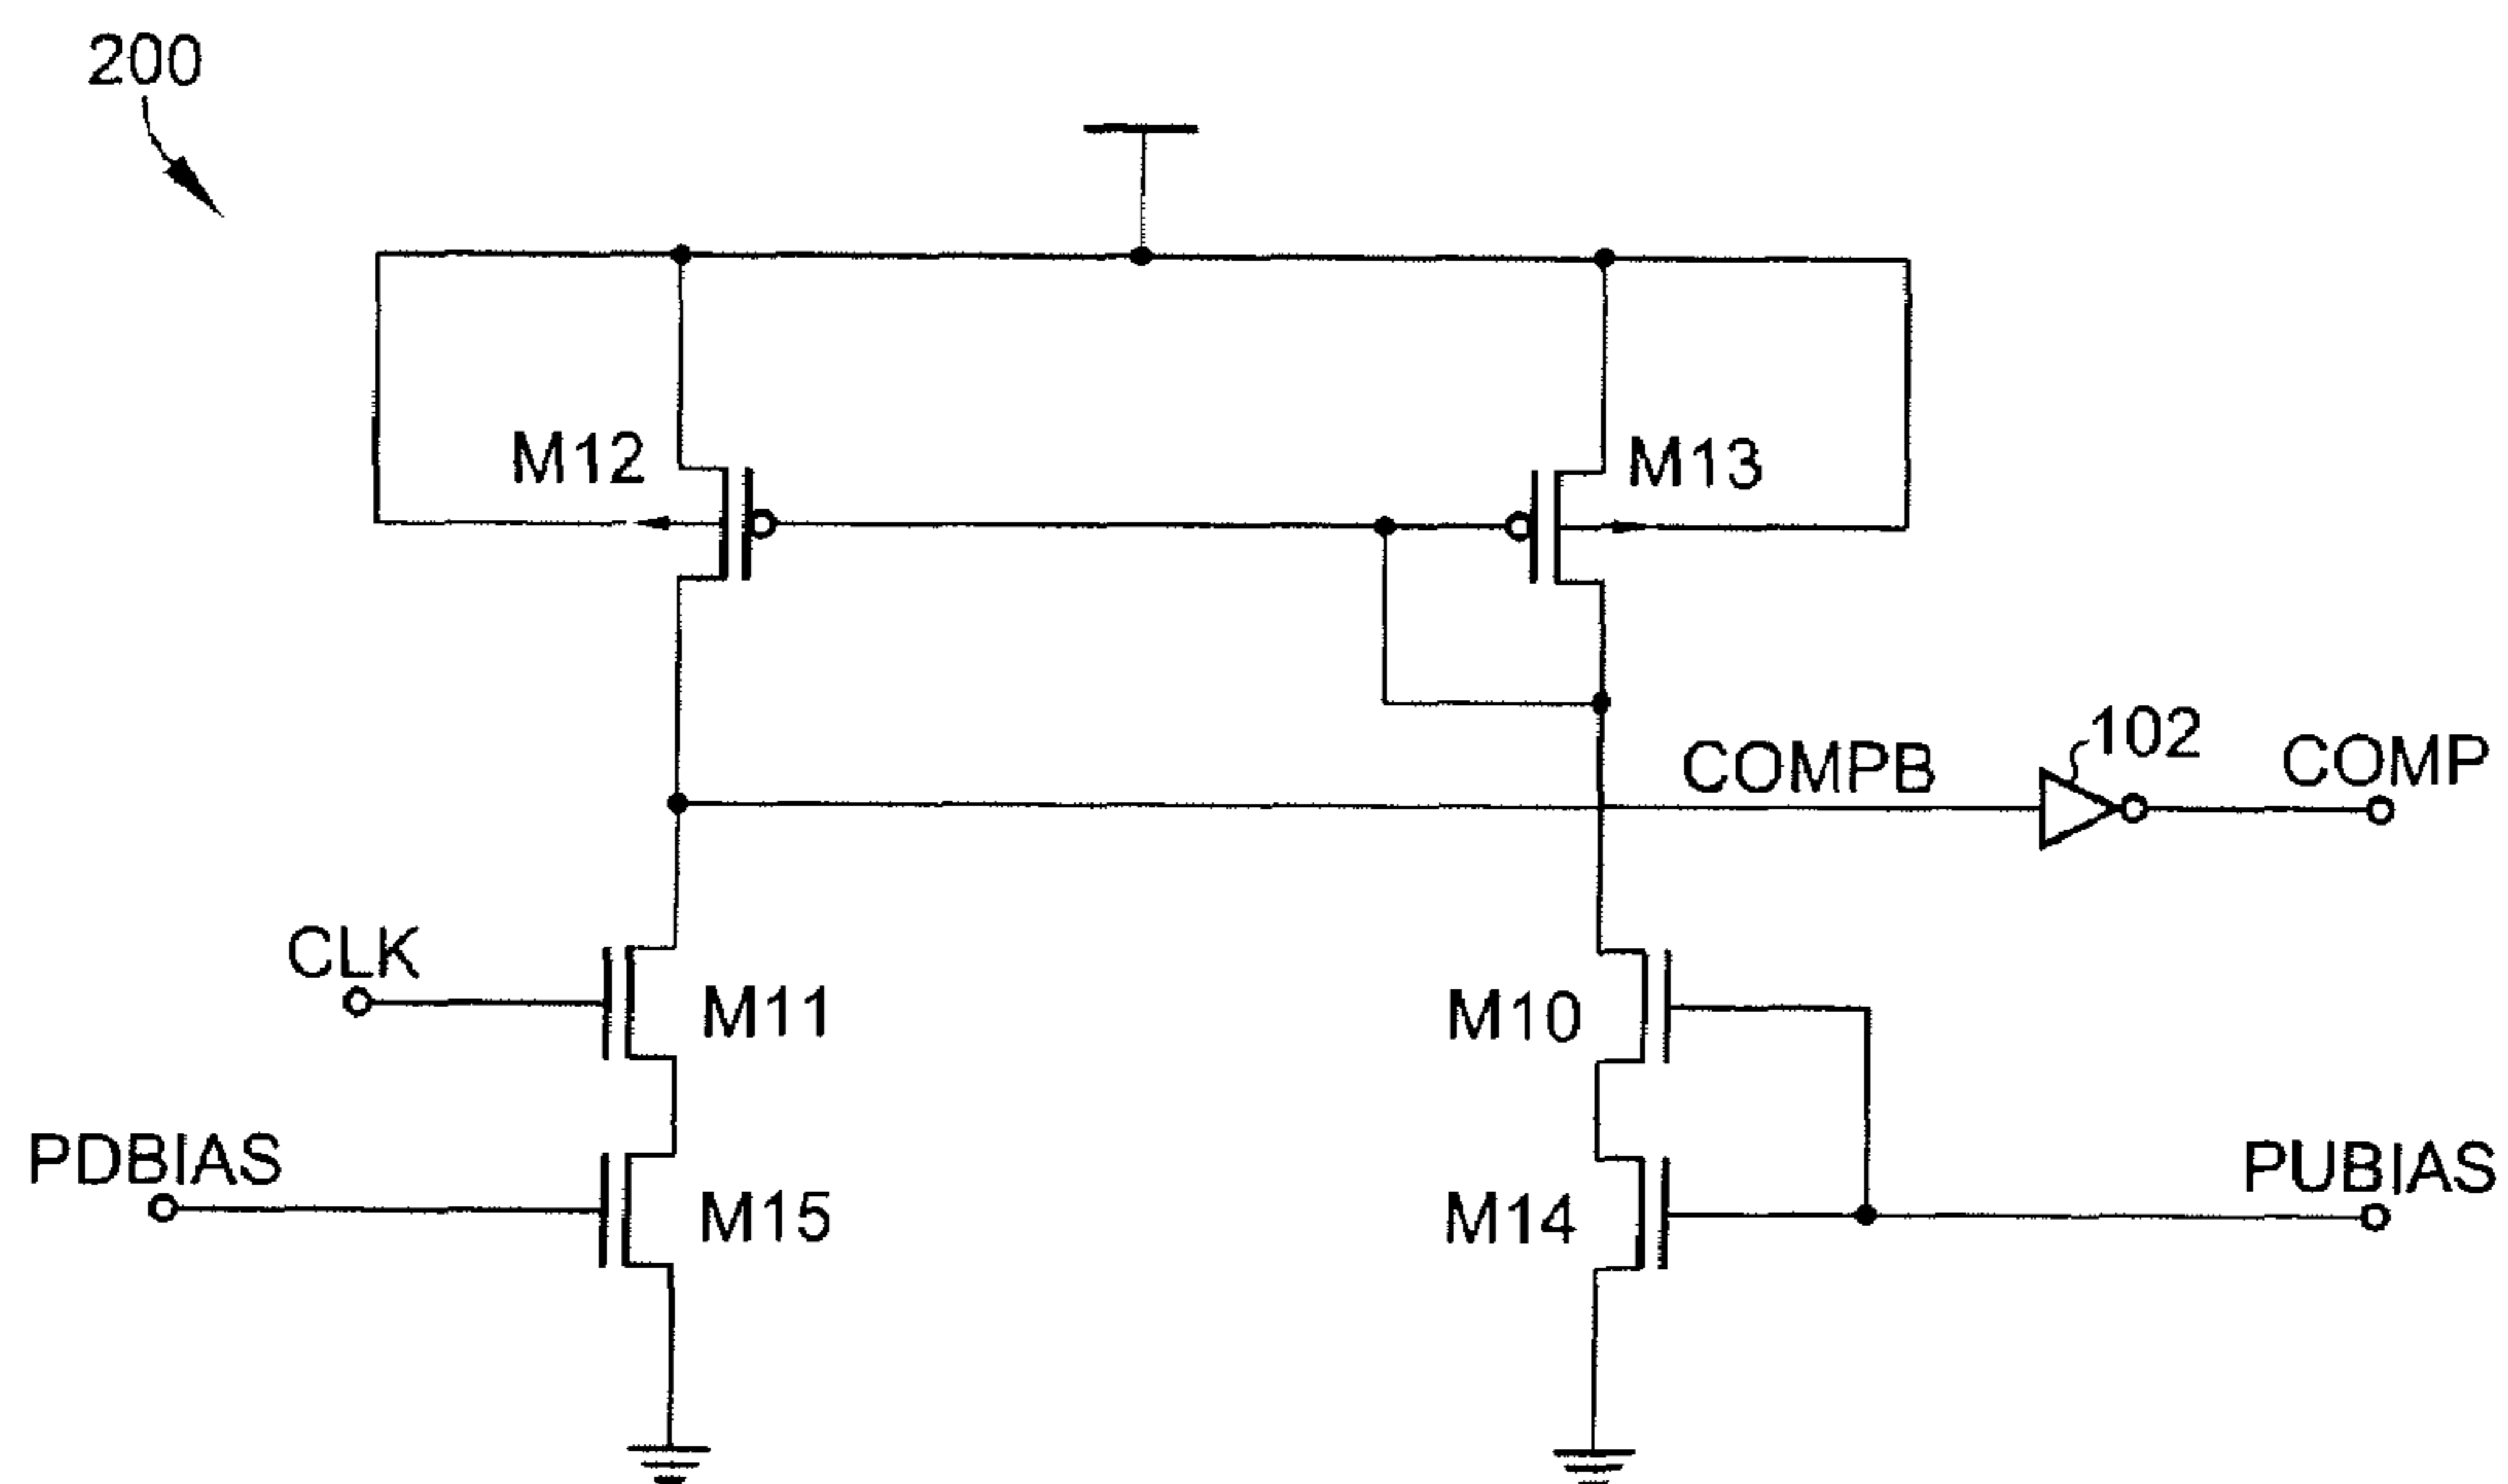 200
M12
M13
102
COMPB
COMP
CLK
M11
M10
PDBIAS
PUBIAS
M15
M14